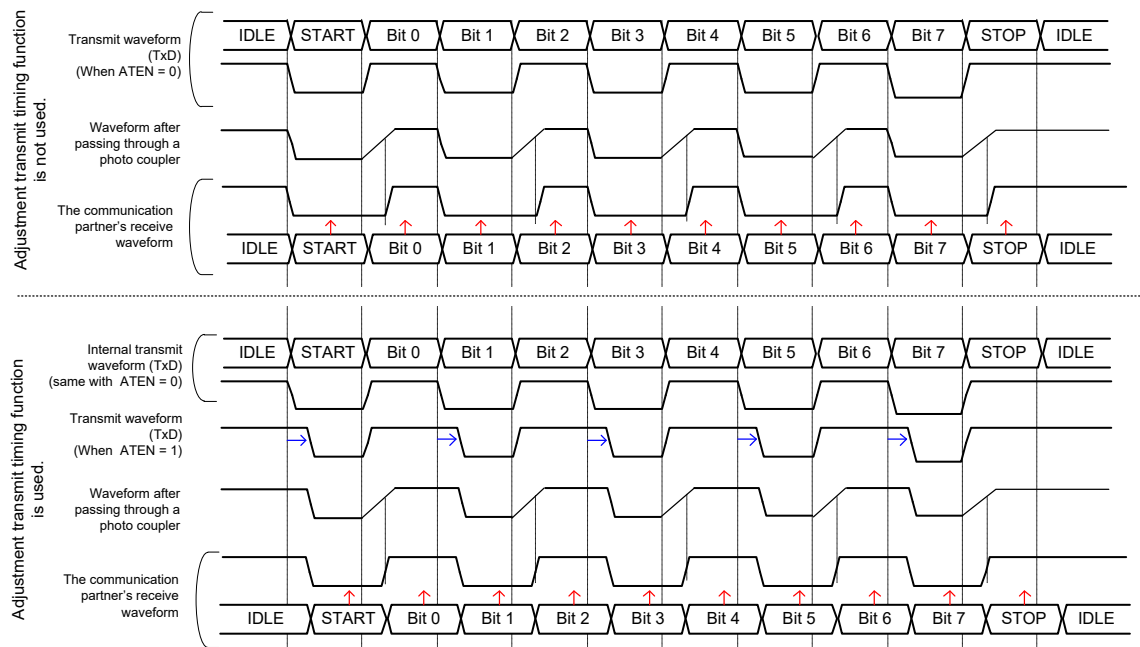 Adjustment transmit timing function
is not used.
Transmit waveform
(TxD)
(When ATEN = 0)
IDLE START Bit 0 Bit 1 Bit 2 Bit 3 Bit 4 Bit 5 Bit 6 Bit 7 STOP IDLE
Waveform after
passing through a
photo coupler
The communication
partner's receive
waveform
IDLE START Bit 0 Bit 1 Bit 2 Bit 3 Bit 4 Bit 5 Bit 6 Bit 7 STOP IDLE
Adjustment transmit timing function
is used.
Internal transmit
waveform (TxD)
(same with ATEN = 0)
IDLE START Bit 0 Bit 1 Bit 2 Bit 3 Bit 4 Bit 5 Bit 6 Bit 7 STOP IDLE
Transmit waveform
(TxD)
(When ATEN = 1)
Waveform after
passing through a
photo coupler
The communication
partner's receive
waveform
IDLE START Bit 0 Bit 1 Bit 2 Bit 3 Bit 4 Bit 5 Bit 6 Bit 7 STOP IDLE